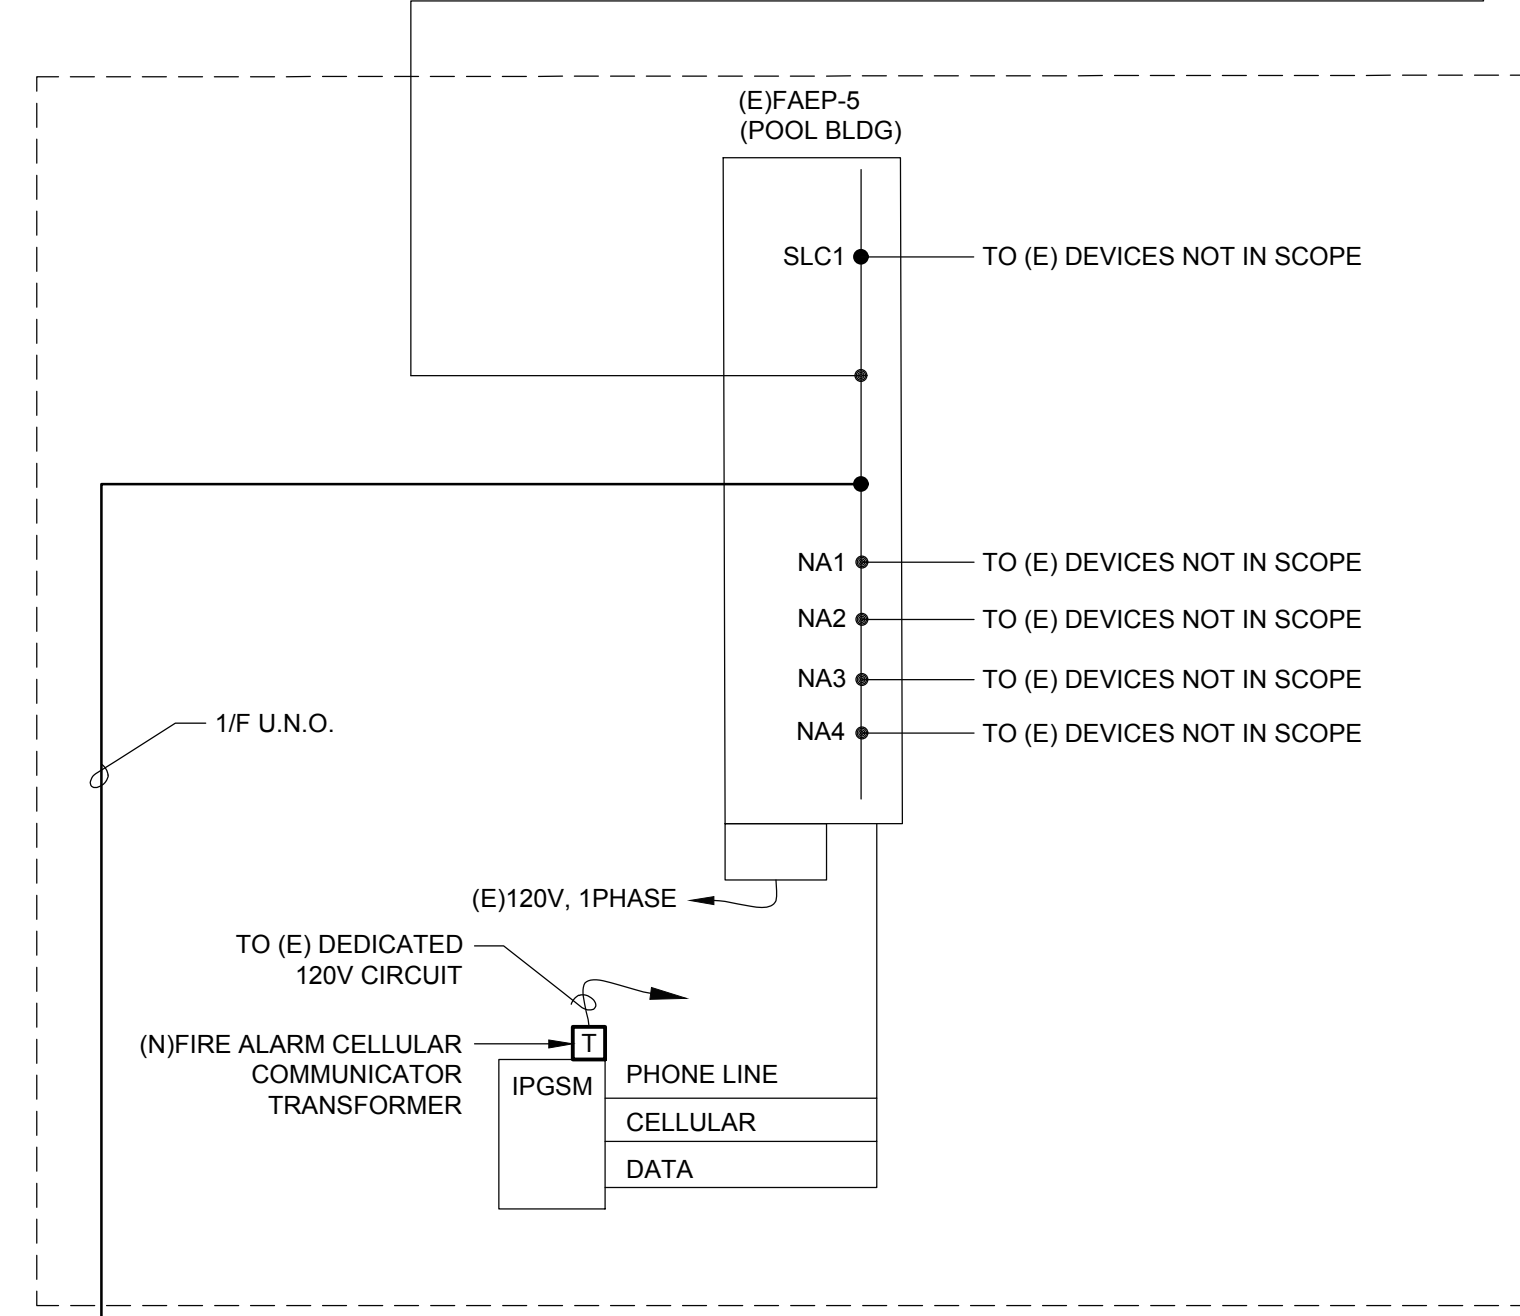 (E)FAEP-5
(POOL BLDG)
SLC1
TO (E) DEVICES NOT IN SCOPE
NA1
TO (E) DEVICES NOT IN SCOPE
NA2
TO (E) DEVICES NOT IN SCOPE
NA3
TO (E) DEVICES NOT IN SCOPE
1/F U.N.O.
NA4
TO (E) DEVICES NOT IN SCOPE
(E)120V, 1PHASE
TO (E) DEDICATED
120V CIRCUIT
(N)FIRE ALARM CELLULAR
COMMUNICATOR
TRANSFORMER
T
IPGSM
PHONE LINE
CELLULAR
DATA